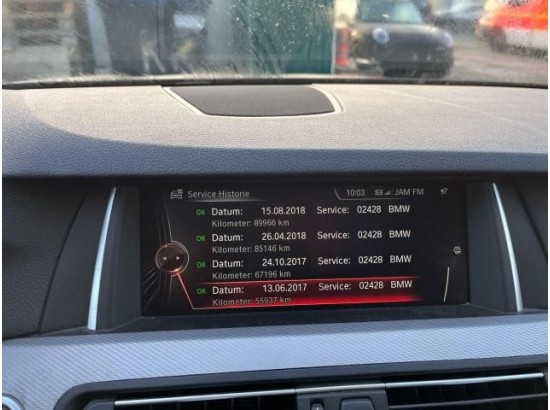 Service Historie 10:03 JAM FM
OK Datum: 15.08.2018 Service: 02428 BMW
Kilometer: 89966 km
OK Datum: 26.04.2018 Service: 02428 BMW
Kilometer: 85146 km
OK Datum: 24.10.2017 Service: 02428 BMW
Kilometer: 67196 km
OK Datum: 13.06.2017 Service: 02428 BMW
Kilometer: 55937 km